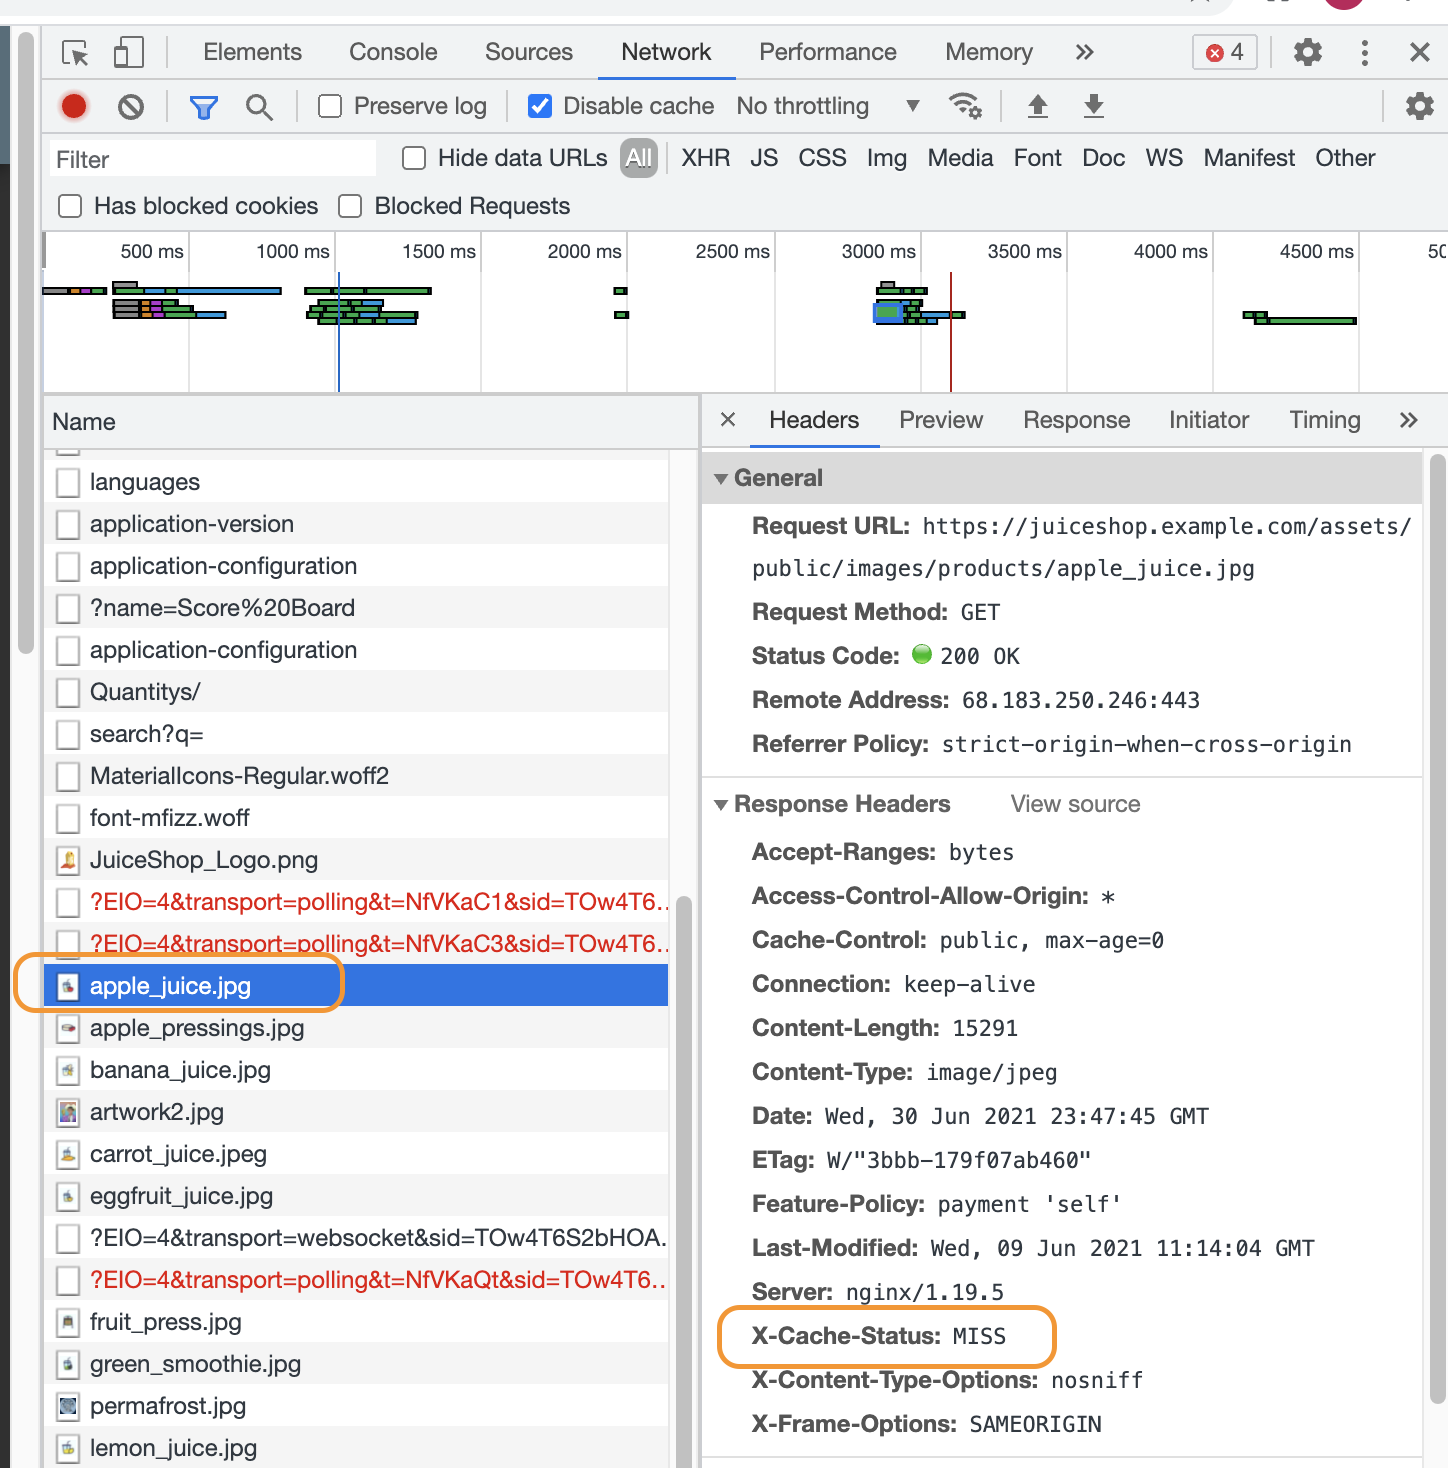 Elements Console Sources Network Performance Memory » 4
Preserve log Disable cache No throttling
Filter Hide data URLs All XHR JS CSS Img Media Font Doc WS Manifest Other
Has blocked cookies Blocked Requests
500 ms 1000 ms 1500 ms 2000 ms 2500 ms 3000 ms 3500 ms 4000 ms 4500 ms
Name
languages
application-version
application-configuration
?name=Score%20Board
application-configuration
Quantitys/
search?q=
MaterialIcons-Regular.woff2
font-mfizz.woff
JuiceShop_Logo.png
?EIO=4&transport=polling&t=NfVKaC1&sid=TOw4T6…
?EIO=4&transport=polling&t=NfVKaC3&sid=TOw4T6…
apple_juice.jpg
apple_pressings.jpg
banana_juice.jpg
artwork2.jpg
carrot_juice.jpeg
eggfruit_juice.jpg
?EIO=4&transport=websocket&sid=TOw4T6S2bHOA…
?EIO=4&transport=polling&t=NfVKaQt&sid=TOw4T6…
fruit_press.jpg
green_smoothie.jpg
permafrost.jpg
lemon_juice.jpg
× Headers Preview Response Initiator Timing »
General
Request URL: https://juiceshop.example.com/assets/
public/images/products/apple_juice.jpg
Request Method: GET
Status Code: 200 OK
Remote Address: 68.183.250.246:443
Referrer Policy: strict-origin-when-cross-origin
Response Headers View source
Accept-Ranges: bytes
Access-Control-Allow-Origin: *
Cache-Control: public, max-age=0
Connection: keep-alive
Content-Length: 15291
Content-Type: image/jpeg
Date: Wed, 30 Jun 2021 23:47:45 GMT
ETag: W/"3bbb-179f07ab460"
Feature-Policy: payment 'self'
Last-Modified: Wed, 09 Jun 2021 11:14:04 GMT
Server: nginx/1.19.5
X-Cache-Status: MISS
X-Content-Type-Options: nosniff
X-Frame-Options: SAMEORIGIN